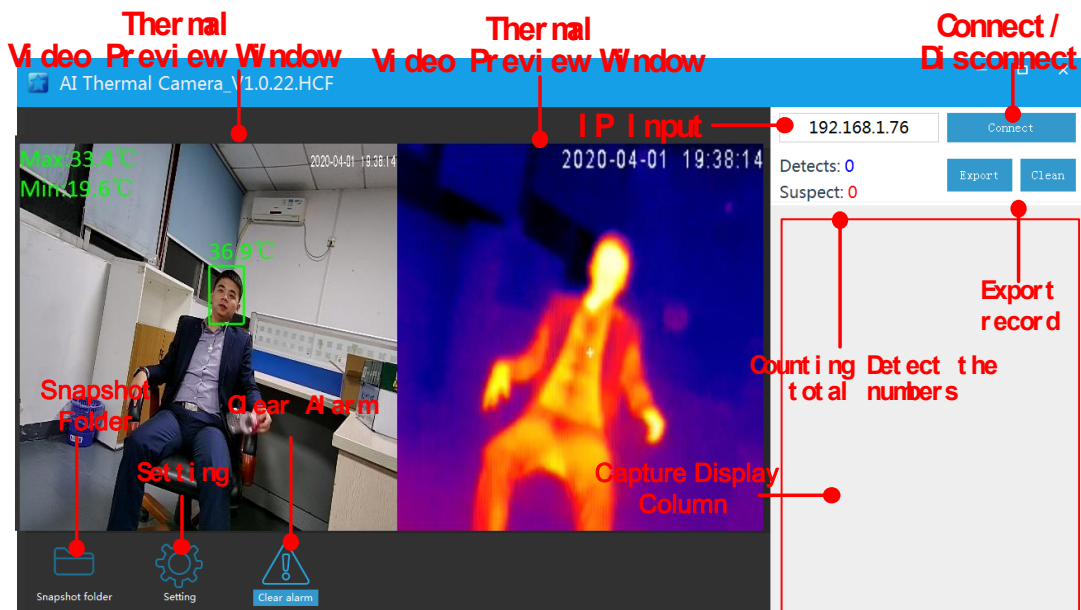 Thermal
Video Preview Window
Thermal
Video Preview Window
Connect /
Disconnect
AI Thermal Camera_V1.0.22.HCF
IP Input
192.168.1.76
Connect
Max:33.4℃
Min:19.6℃
2020-04-01 19:38:14
2020-04-01 19:38:14
Detects: 0
Suspect: 0
Export
Clean
36.9℃
Export
record
Counting Detect the
total numbers
Snapshot
Folder
Clear Alarm
Setting
Capture Display
Column
Snapshot folder
Setting
Clear alarm